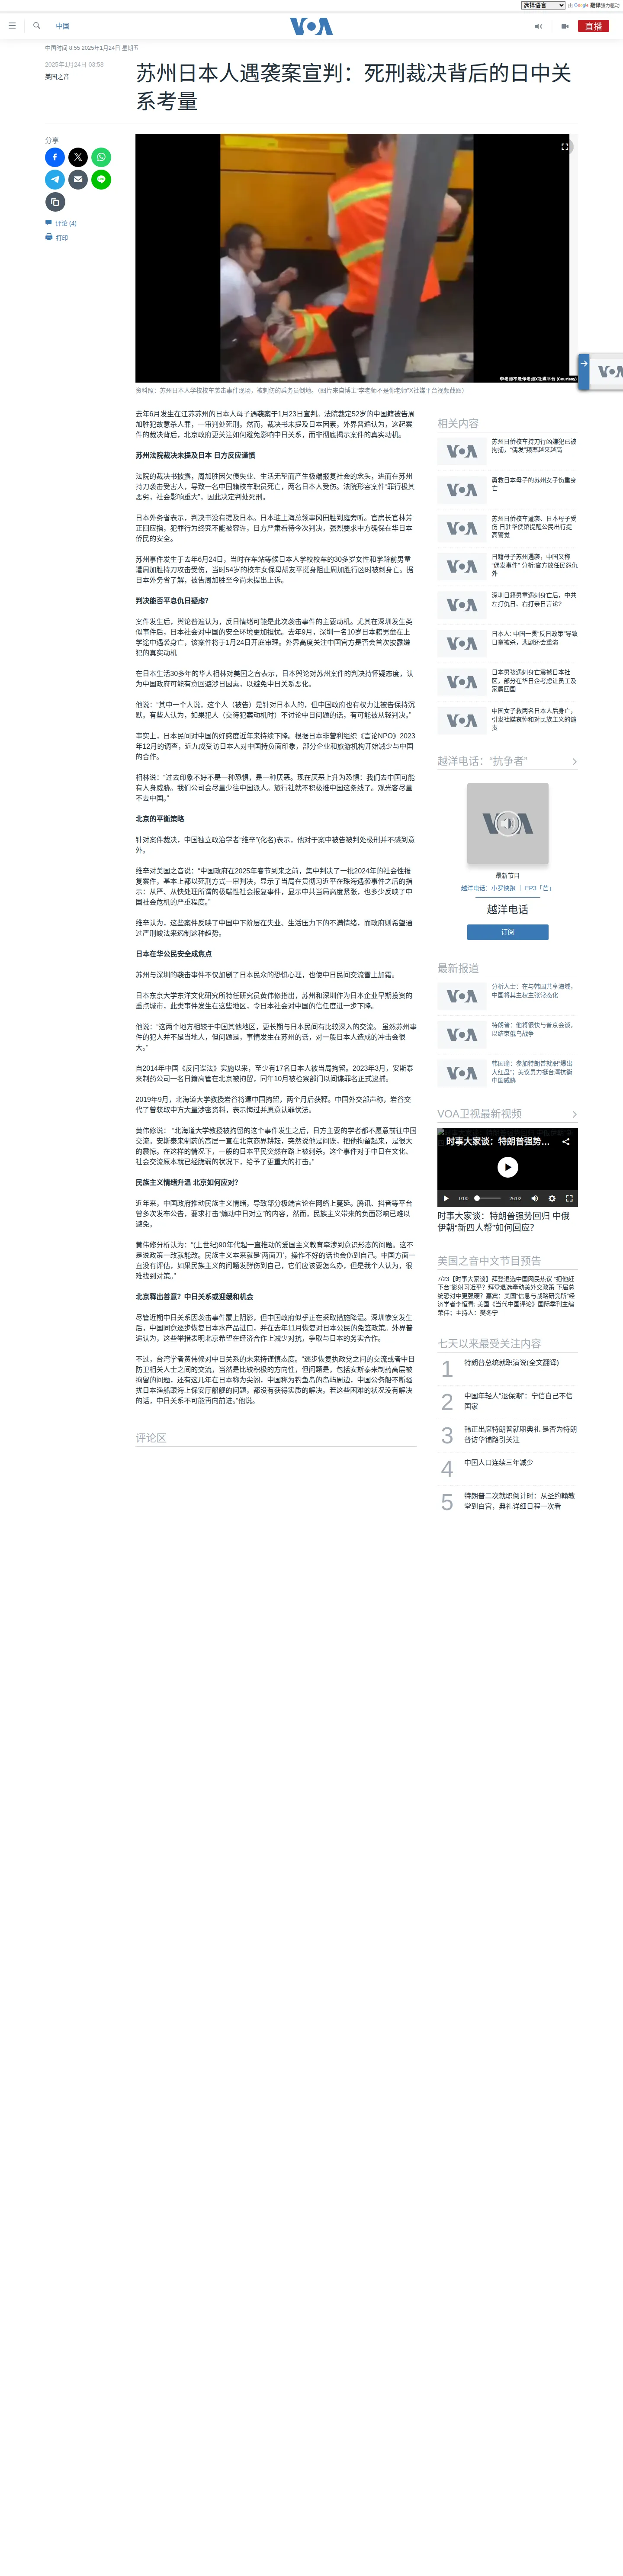 选择语言 由 Google 翻译强力驱动
中国
VOA
直播
中国时间 8:55 2025年1月24日 星期五
2025年1月24日 03:58
美国之音
苏州日本人遇袭案宣判：死刑裁决背后的日中关
系考量
分享
评论 (4)
打印
李老师不是你老师X社媒平台 (Courtesy)
资料照：苏州日本人学校校车袭击事件现场。被刺伤的乘务员倒地。（图片来自博主“李老师不是你老师”X社媒平台视频截图）
去年6月发生在江苏苏州的日本人母子遇袭案于1月23日宣判。法院裁定52岁的中国籍被告周
加胜犯故意杀人罪，一审判处死刑。然而，裁决书未提及日本因素，外界普遍认为，这起案
件的裁决背后，北京政府更关注如何避免影响中日关系，而非彻底揭示案件的真实动机。
苏州法院裁决未提及日本 日方反应谨慎
法院的裁决书披露，周加胜因欠债失业、生活无望而产生极端报复社会的念头，进而在苏州
持刀袭击受害人，导致一名中国籍校车职员死亡，两名日本人受伤。法院形容案件“罪行极其
恶劣，社会影响重大”，因此决定判处死刑。
日本外务省表示，判决书没有提及日本。日本驻上海总领事冈田胜到庭旁听。官房长官林芳
正回应指，犯罪行为终究不能被容许，日方严肃看待今次判决，强烈要求中方确保在华日本
侨民的安全。
苏州事件发生于去年6月24日，当时在车站等候日本人学校校车的30多岁女性和学龄前男童
遭周加胜持刀攻击受伤，当时54岁的校车女保母胡友平挺身阻止周加胜行凶时被刺身亡。据
日本外务省了解，被告周加胜至今尚未提出上诉。
判决能否平息仇日疑虑？
案件发生后，舆论普遍认为，反日情绪可能是此次袭击事件的主要动机。尤其在深圳发生类
似事件后，日本社会对中国的安全环境更加担忧。去年9月，深圳一名10岁日本籍男童在上
学途中遇袭身亡，该案件将于1月24日开庭审理。外界高度关注中国官方是否会首次披露嫌
犯的真实动机
在日本生活30多年的华人相林对美国之音表示，日本舆论对苏州案件的判决持怀疑态度，认
为中国政府可能有意回避涉日因素，以避免中日关系恶化。
他说：“其中一个人说，这个人（被告）是针对日本人的，但中国政府也有权力让被告保持沉
默。有些人认为，如果犯人（交待犯案动机时）不讨论中日问题的话，有可能被从轻判决。”
事实上，日本民间对中国的好感度近年来持续下降。根据日本非营利组织《言论NPO》2023
年12月的调查，近九成受访日本人对中国持负面印象，部分企业和旅游机构开始减少与中国
的合作。
相林说：“过去印象不好不是一种恐惧，是一种厌恶。现在厌恶上升为恐惧：我们去中国可能
有人身威胁。我们公司会尽量少往中国派人。旅行社就不积极推中国这条线了。观光客尽量
不去中国。”
北京的平衡策略
针对案件裁决，中国独立政治学者“维辛”(化名)表示，他对于案中被告被判处极刑并不感到意
外。
维辛对美国之音说：“中国政府在2025年春节到来之前，集中判决了一批2024年的社会性报
复案件，基本上都以死刑方式一审判决，显示了当局在贯彻习近平在珠海遇袭事件之后的指
示：从严、从快处理所谓的极端性社会报复事件，显示中共当局高度紧张，也多少反映了中
国社会危机的严重程度。”
维辛认为，这些案件反映了中国中下阶层在失业、生活压力下的不满情绪，而政府则希望通
过严刑峻法来遏制这种趋势。
日本在华公民安全成焦点
苏州与深圳的袭击事件不仅加剧了日本民众的恐惧心理，也使中日民间交流雪上加霜。
日本东京大学东洋文化研究所特任研究员黄伟修指出，苏州和深圳作为日本企业早期投资的
重点城市，此类事件发生在这些地区，令日本社会对中国的信任度进一步下降。
他说：“这两个地方相较于中国其他地区，更长期与日本民间有比较深入的交流。 虽然苏州事
件的犯人并不是当地人，但问题是，事情发生在苏州的话，对一般日本人造成的冲击会很
大。”
自2014年中国《反间谍法》实施以来，至少有17名日本人被当局拘留。2023年3月，安斯泰
来制药公司一名日籍高管在北京被拘留，同年10月被检察部门以间谍罪名正式逮捕。
2019年9月，北海道大学教授岩谷将遭中国拘留，两个月后获释。中国外交部声称，岩谷交
代了曾获取中方大量涉密资料，表示悔过并愿意认罪伏法。
黄伟修说： “北海道大学教授被拘留的这个事件发生之后，日方主要的学者都不愿意前往中国
交流。安斯泰来制药的高层一直在北京商界耕耘，突然说他是间谍，把他拘留起来，是很大
的震惊。在这样的情况下，一般的日本平民突然在路上被刺杀。这个事件对于中日在文化、
社会交流原本就已经脆弱的状况下，给予了更重大的打击。”
民族主义情绪升温 北京如何应对？
近年来，中国政府推动民族主义情绪，导致部分极端言论在网络上蔓延。腾讯、抖音等平台
曾多次发布公告，要求打击“煽动中日对立”的内容，然而，民族主义带来的负面影响已难以
避免。
黄伟修分析认为：“(上世纪)90年代起一直推动的爱国主义教育牵涉到意识形态的问题。这不
是说政策一改就能改。民族主义本来就是‘两面刀’，操作不好的话也会伤到自己。中国方面一
直没有评估，如果民族主义的问题发酵伤到自己，它们应该要怎么办，但是我个人认为，很
难找到对策。”
北京释出善意？中日关系或迎缓和机会
尽管近期中日关系因袭击事件蒙上阴影，但中国政府似乎正在采取措施降温。深圳惨案发生
后，中国同意逐步恢复日本水产品进口，并在去年11月恢复对日本公民的免签政策。外界普
遍认为，这些举措表明北京希望在经济合作上减少对抗，争取与日本的务实合作。
不过，台湾学者黄伟修对中日关系的未来持谨慎态度。“逐步恢复执政党之间的交流或者中日
防卫相关人士之间的交流，当然是比较积极的方向性，但问题是，包括安斯泰来制药高层被
拘留的问题，还有这几年在日本称为尖阁，中国称为钓鱼岛的岛屿周边，中国公务船不断骚
扰日本渔船跟海上保安厅船舰的问题，都没有获得实质的解决。若这些困难的状况没有解决
的话，中日关系不可能再向前进。”他说。
评论区
相关内容
苏州日侨校车持刀行凶嫌犯已被
拘捕，“偶发”频率越来越高
勇救日本母子的苏州女子伤重身
亡
苏州日侨校车遭袭、日本母子受
伤 日驻华使馆提醒公民出行提
高警觉
日籍母子苏州遇袭，中国又称
“偶发事件” 分析:官方放任民怨仇
外
深圳日籍男童遇刺身亡后，中共
左打仇日、右打亲日言论?
日本人: 中国一贯“反日政策”导致
日童被杀，悲剧还会重演
日本男孩遇刺身亡震撼日本社
区，部分在华日企考虑让员工及
家属回国
中国女子救两名日本人后身亡，
引发社媒哀悼和对民族主义的谴
责
越洋电话：“抗争者”
最新节目
越洋电话：小罗快跑 ｜ EP3「芒」
越洋电话
订阅
最新报道
分析人士：在与韩国共享海域，
中国将其主权主张常态化
特朗普：他将很快与普京会谈，
以结束俄乌战争
韩国瑜：参加特朗普就职“爆出
大红盘”；美议员力挺台湾抗衡
中国威胁
VOA卫视最新视频
时事大家谈：特朗普强势…
0:00 26:02
时事大家谈：特朗普强势回归 中俄
伊朝“新四人帮”如何回应？
美国之音中文节目预告
7/23【时事大家谈】拜登退选中国网民热议 “把他赶
下台”影射习近平？拜登退选牵动美外交政策 下届总
统恐对中更强硬？嘉宾：美国“信息与战略研究所”经
济学者李恒青; 美国《当代中国评论》国际季刊主编
荣伟；主持人：樊冬宁
七天以来最受关注内容
1 特朗普总统就职演说(全文翻译)
2 中国年轻人“退保潮”：宁信自己不信
国家
3 韩正出席特朗普就职典礼 是否为特朗
普访华铺路引关注
4 中国人口连续三年减少
5 特朗普二次就职倒计时：从圣约翰教
堂到白宫，典礼详细日程一次看